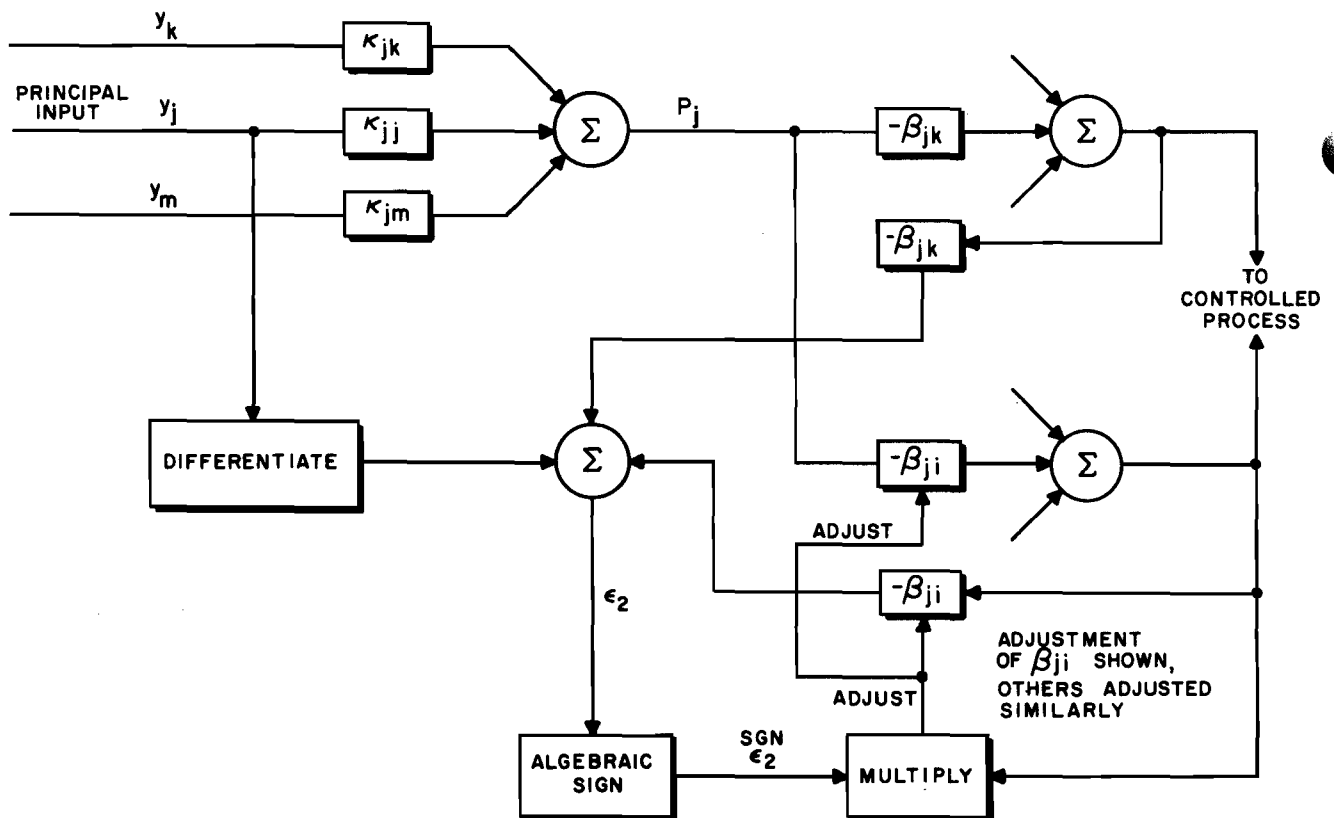 y_k
κ_jk
PRINCIPAL
INPUT
y_j
κ_jj
Σ
P_j
-β_jk
Σ
y_m
κ_jm
-β_jk
TO
CONTROLLED
PROCESS
DIFFERENTIATE
Σ
-β_ji
Σ
ADJUST
-β_ji
ε_2
ADJUSTMENT
OF β_ji SHOWN,
OTHERS ADJUSTED
SIMILARLY
ADJUST
ALGEBRAIC
SIGN
SGN
ε_2
MULTIPLY